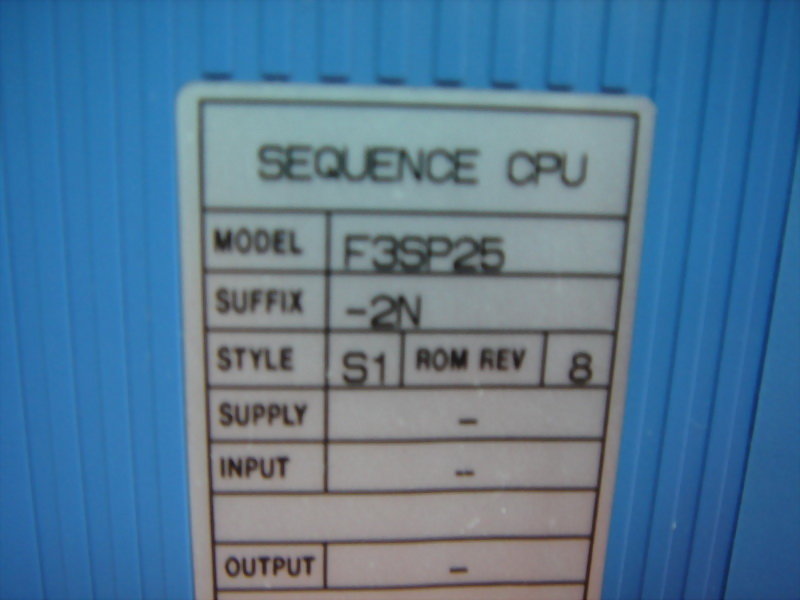 SEQUENCE CPU
MODEL F3SP25
SUFFIX -2N
STYLE S1 ROM REV 8
SUPPLY -
INPUT --
OUTPUT -